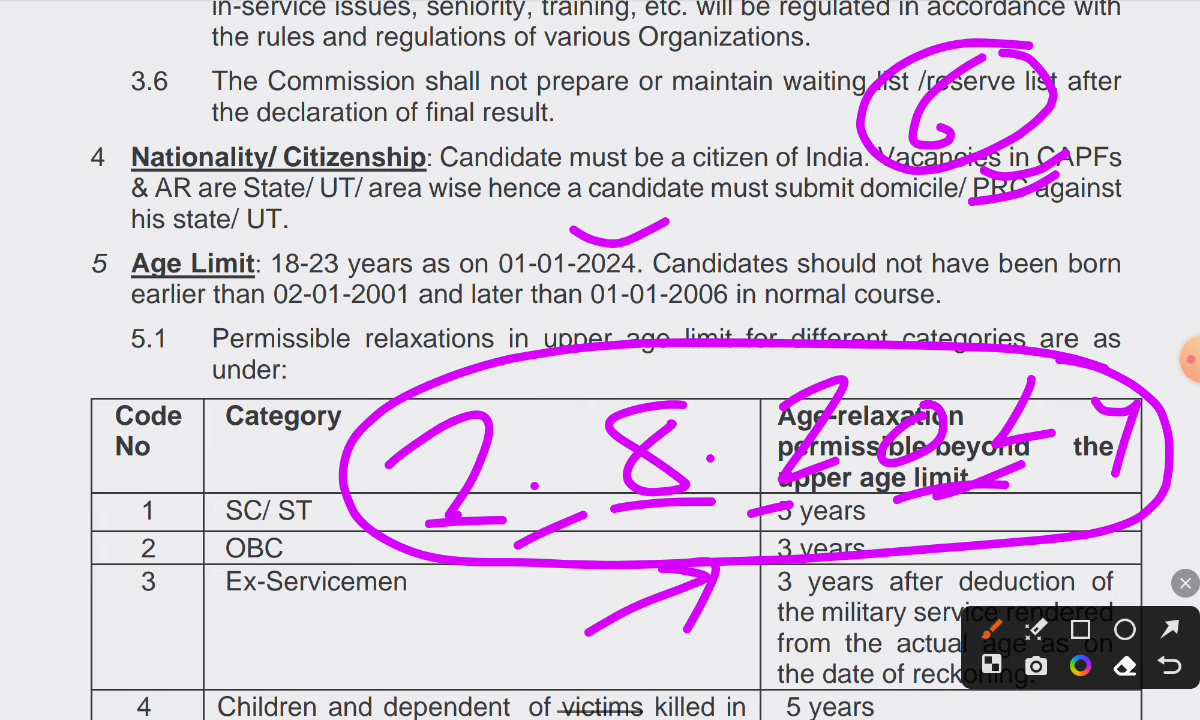 in-service issues, seniority, training, etc. will be regulated in accordance with
the rules and regulations of various Organizations.
3.6 The Commission shall not prepare or maintain waiting list /reserve list after
the declaration of final result.
6
4 Nationality/ Citizenship: Candidate must be a citizen of India. Vacancies in CAPFs
& AR are State/ UT/ area wise hence a candidate must submit domicile/ PRC against
his state/ UT.
5 Age Limit: 18-23 years as on 01-01-2024. Candidates should not have been born
earlier than 02-01-2001 and later than 01-01-2006 in normal course.
5.1 Permissible relaxations in upper age limit for different categories are as
under:
Code No
Category
Age-relaxation
permissible beyond the
upper age limit
2.8.
1 SC/ ST 5 years
2 OBC 3 years
3 Ex-Servicemen 3 years after deduction of
the military service rendered
from the actual age as on
the date of reckoning.
4 Children and dependent of victims killed in 5 years